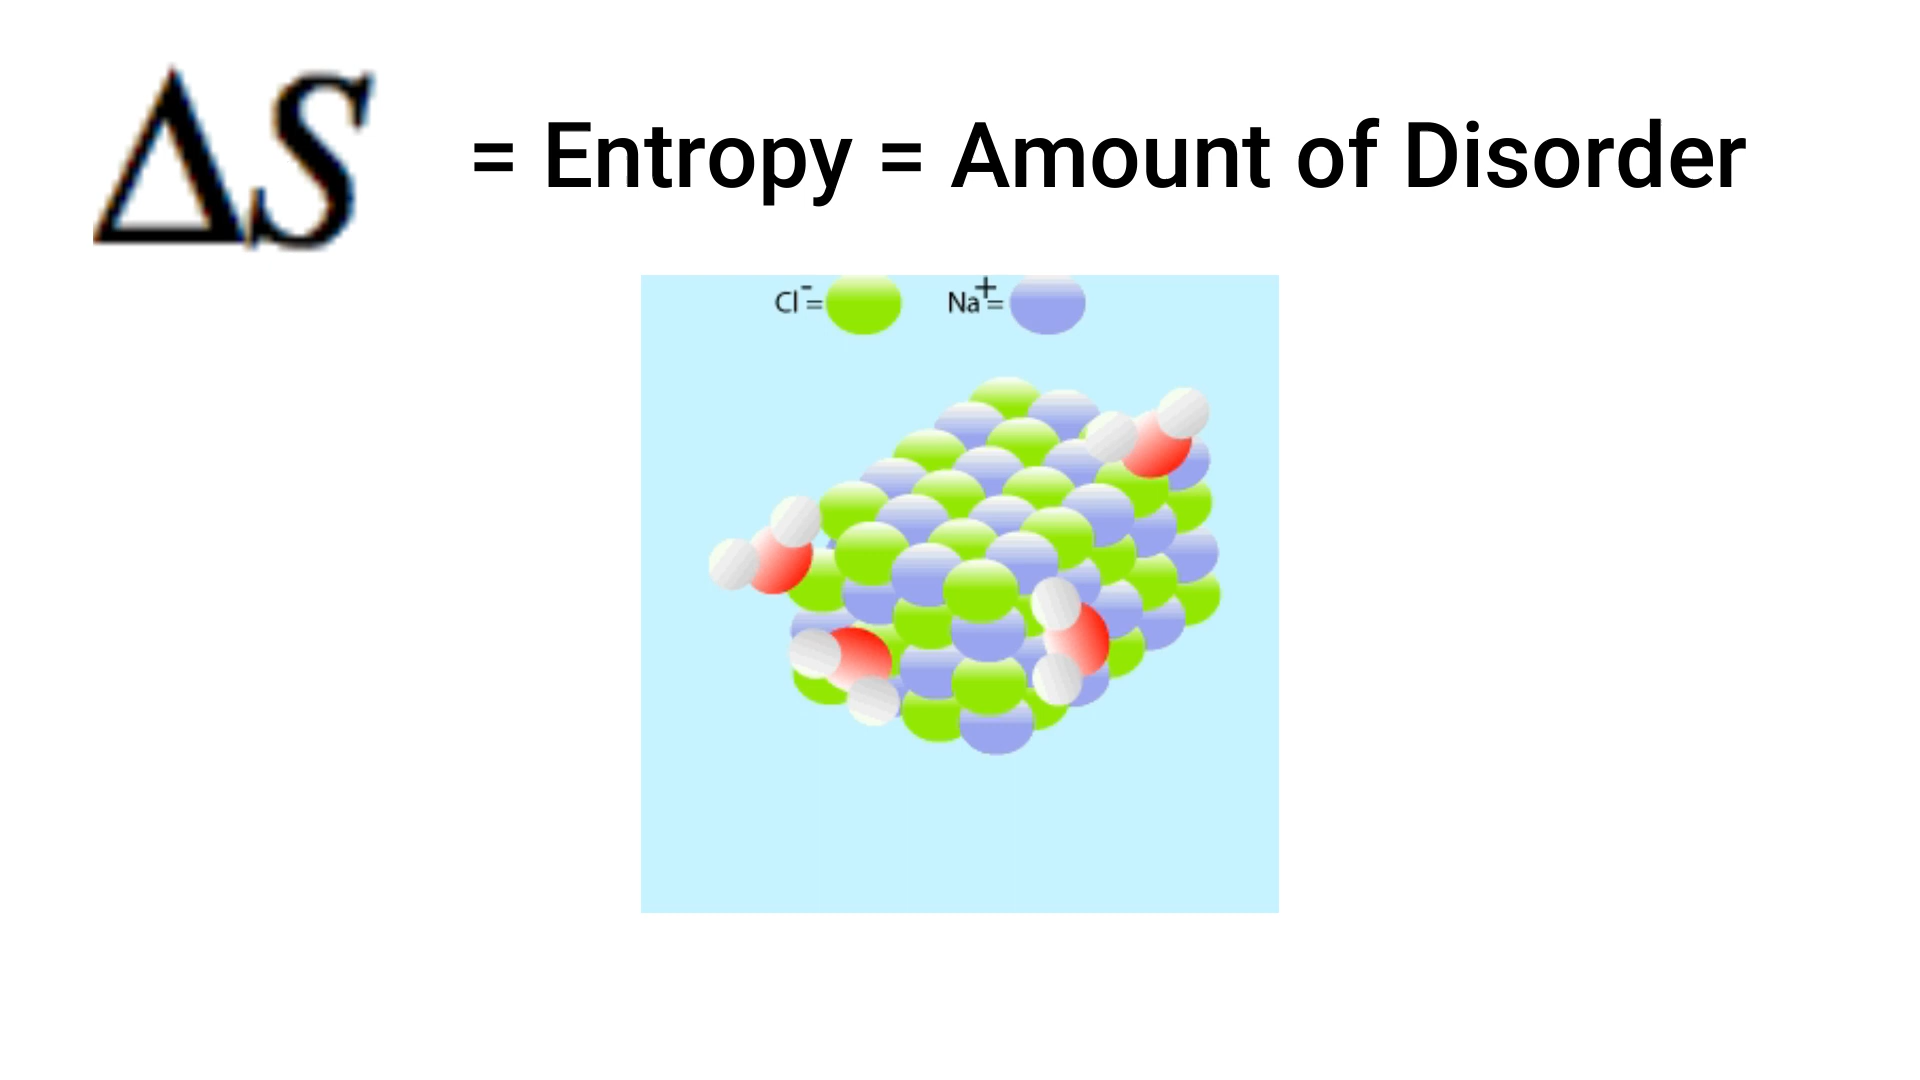 ΔS = Entropy = Amount of Disorder
Cl⁻= Na⁺=